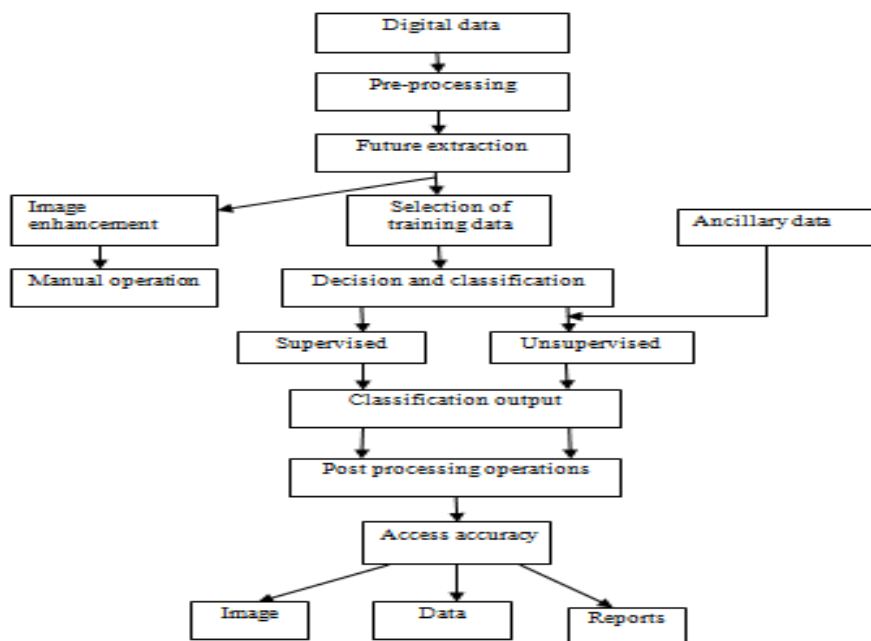 Digital data
Pre-processing
Future extraction
Image
enhancement
Selection of
training data
Ancillary data
Manual operation
Decision and classification
Supervised
Unsupervised
Classification output
Post processing operations
Access accuracy
Image
Data
Reports